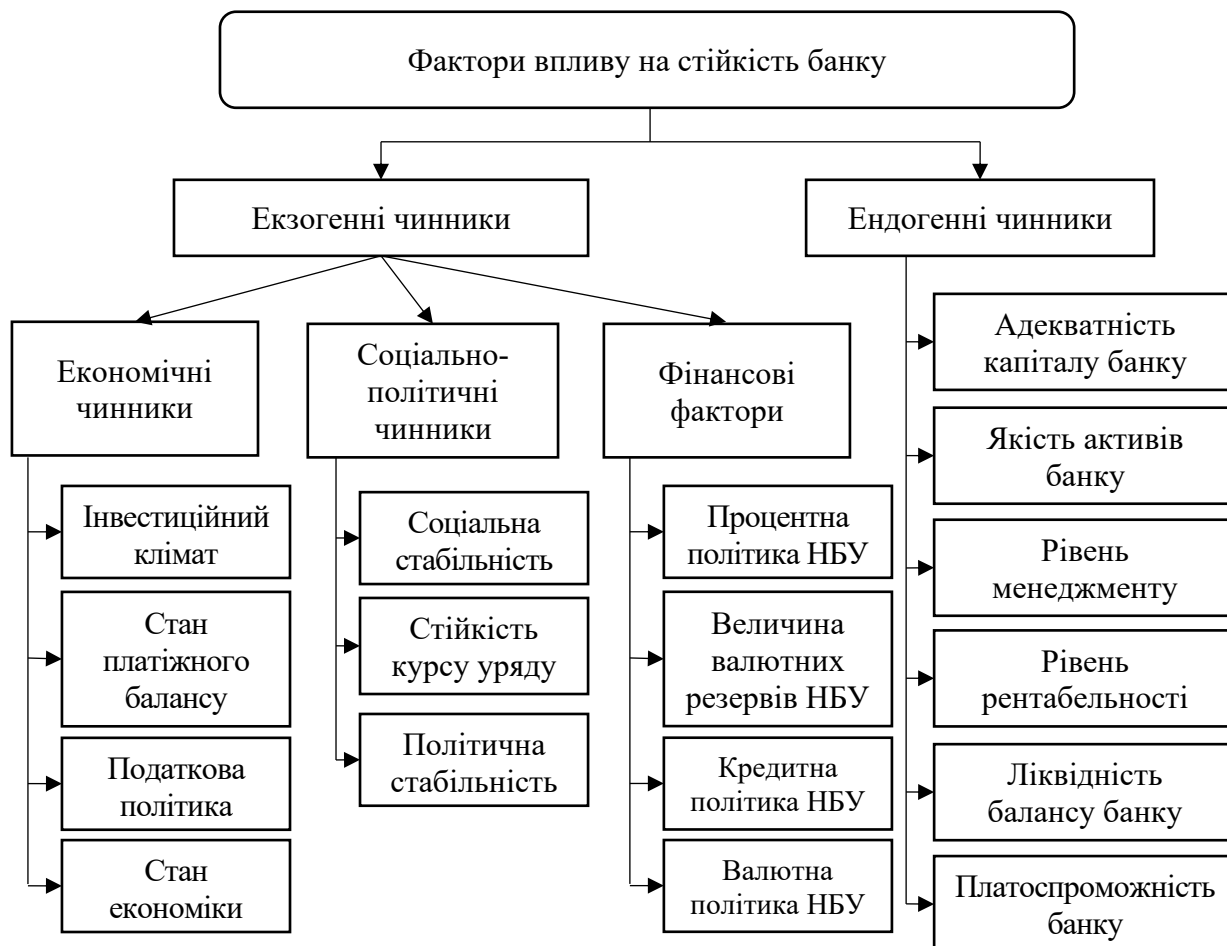 Фактори впливу на стійкість банку
Екзогенні чинники
Ендогенні чинники
Економічні
чинники
Соціально-
політичні
чинники
Фінансові
фактори
Інвестиційний
клімат
Стан
платіжного
балансу
Податкова
політика
Стан
економіки
Соціальна
стабільність
Стійкість
курсу уряду
Політична
стабільність
Процентна
політика НБУ
Величина
валютних
резервів НБУ
Кредитна
політика НБУ
Валютна
політика НБУ
Адекватність
капіталу банку
Якість активів
банку
Рівень
менеджменту
Рівень
рентабельності
Ліквідність
балансу банку
Платоспроможність
банку